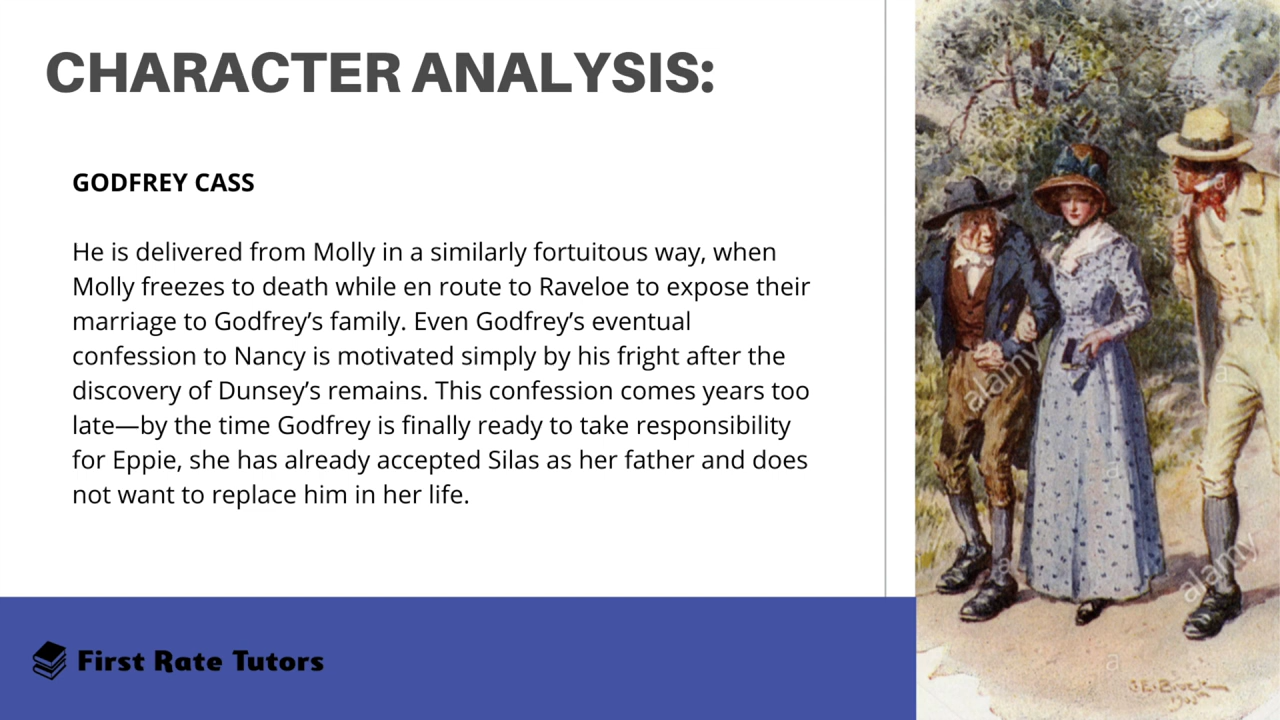 CHARACTER ANALYSIS:
GODFREY CASS
He is delivered from Molly in a similarly fortuitous way, when
Molly freezes to death while en route to Raveloe to expose their
marriage to Godfrey’s family. Even Godfrey’s eventual
confession to Nancy is motivated simply by his fright after the
discovery of Dunsey’s remains. This confession comes years too
late—by the time Godfrey is finally ready to take responsibility
for Eppie, she has already accepted Silas as her father and does
not want to replace him in her life.
First Rate Tutors
alamy
alamy
a
a
a
a